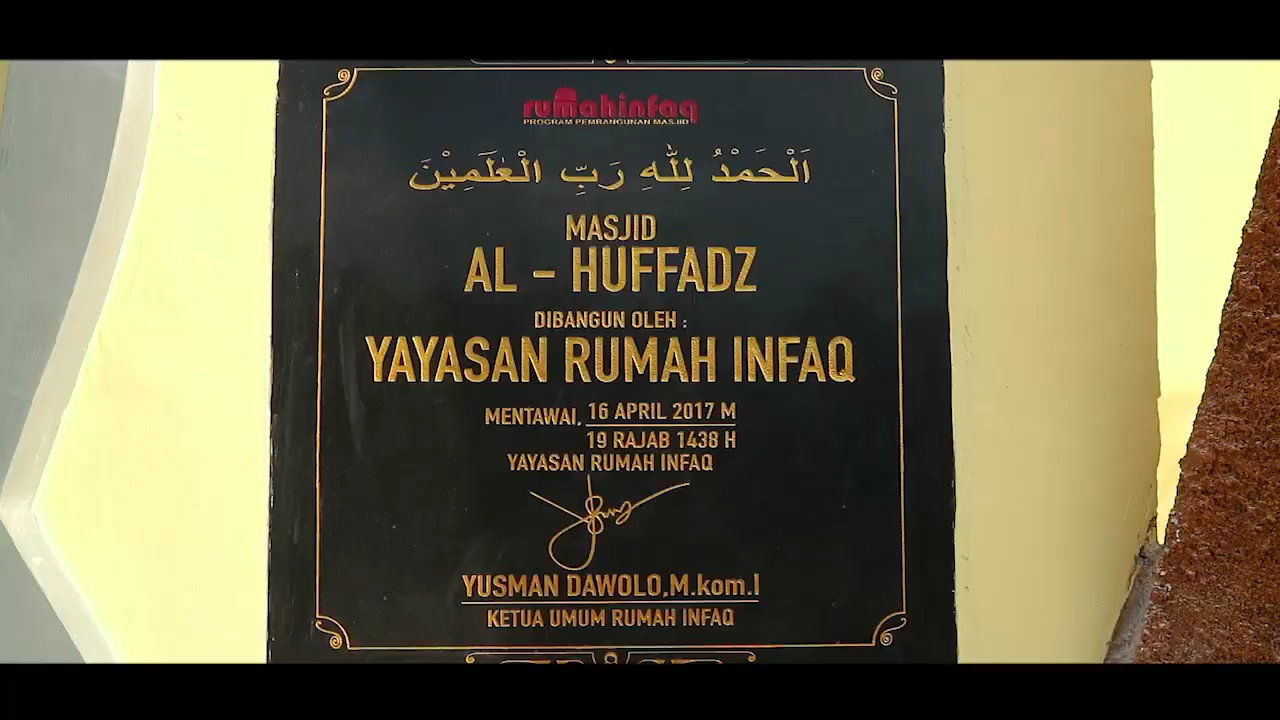 rumahinfaq
PROGRAM PEMBANGUNAN MASJID
اَلْحَمْدُ لِلّٰهِ رَبِّ الْعٰلَمِيْنَ
MASJID
AL - HUFFADZ
DIBANGUN OLEH :
YAYASAN RUMAH INFAQ
MENTAWAI, 16 APRIL 2017 M
19 RAJAB 1438 H
YAYASAN RUMAH INFAQ
YUSMAN DAWOLO,M.kom.I
KETUA UMUM RUMAH INFAQ